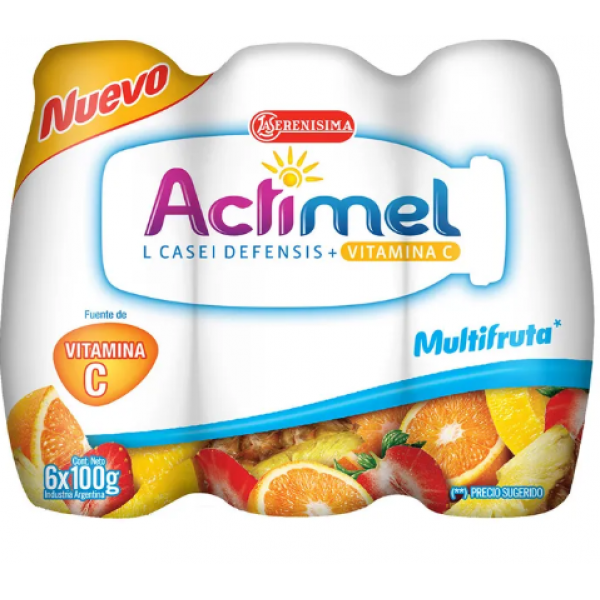 Nuevo
LA SERENISIMA
Actimel
L CASEI DEFENSIS + VITAMINA C
Fuente de
VITAMINA
C
Multifruta*
Cont. Neto
6x100g
Industria Argentina
(**) PRECIO SUGERIDO